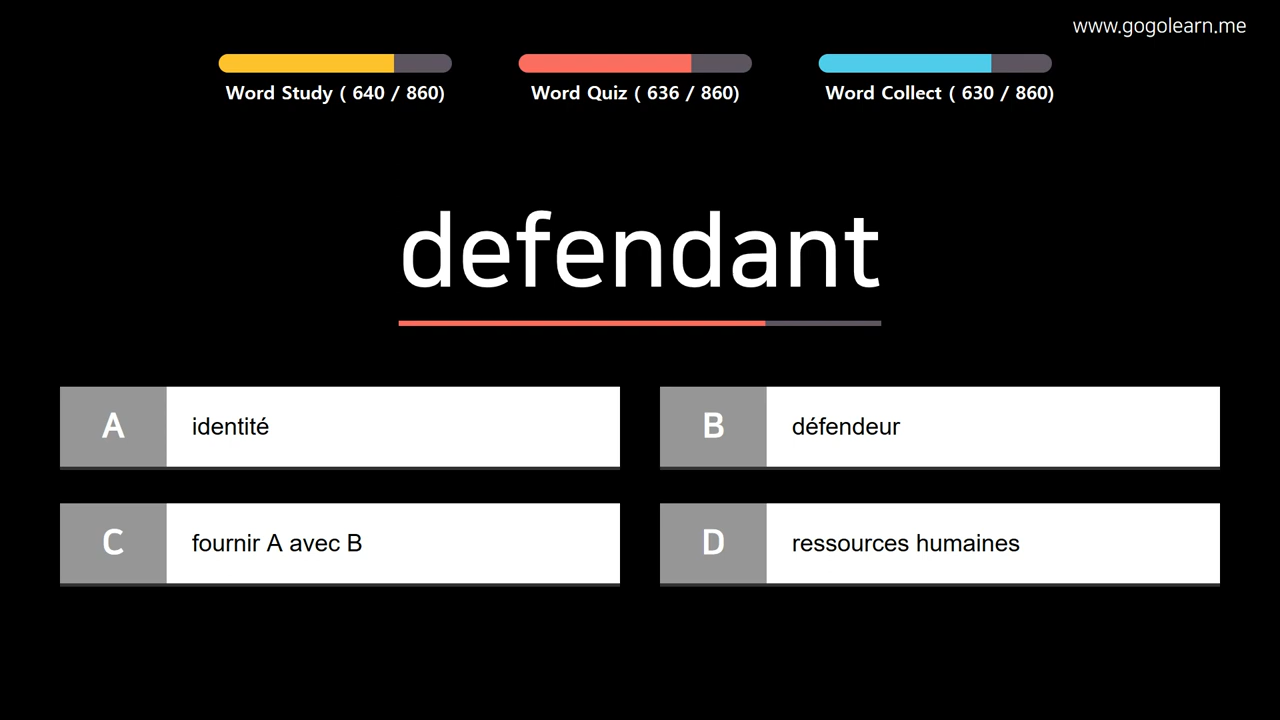 www.gogolearn.me
Word Study ( 640 / 860)
Word Quiz ( 636 / 860)
Word Collect ( 630 / 860)
defendant
A identité
B défendeur
C fournir A avec B
D ressources humaines